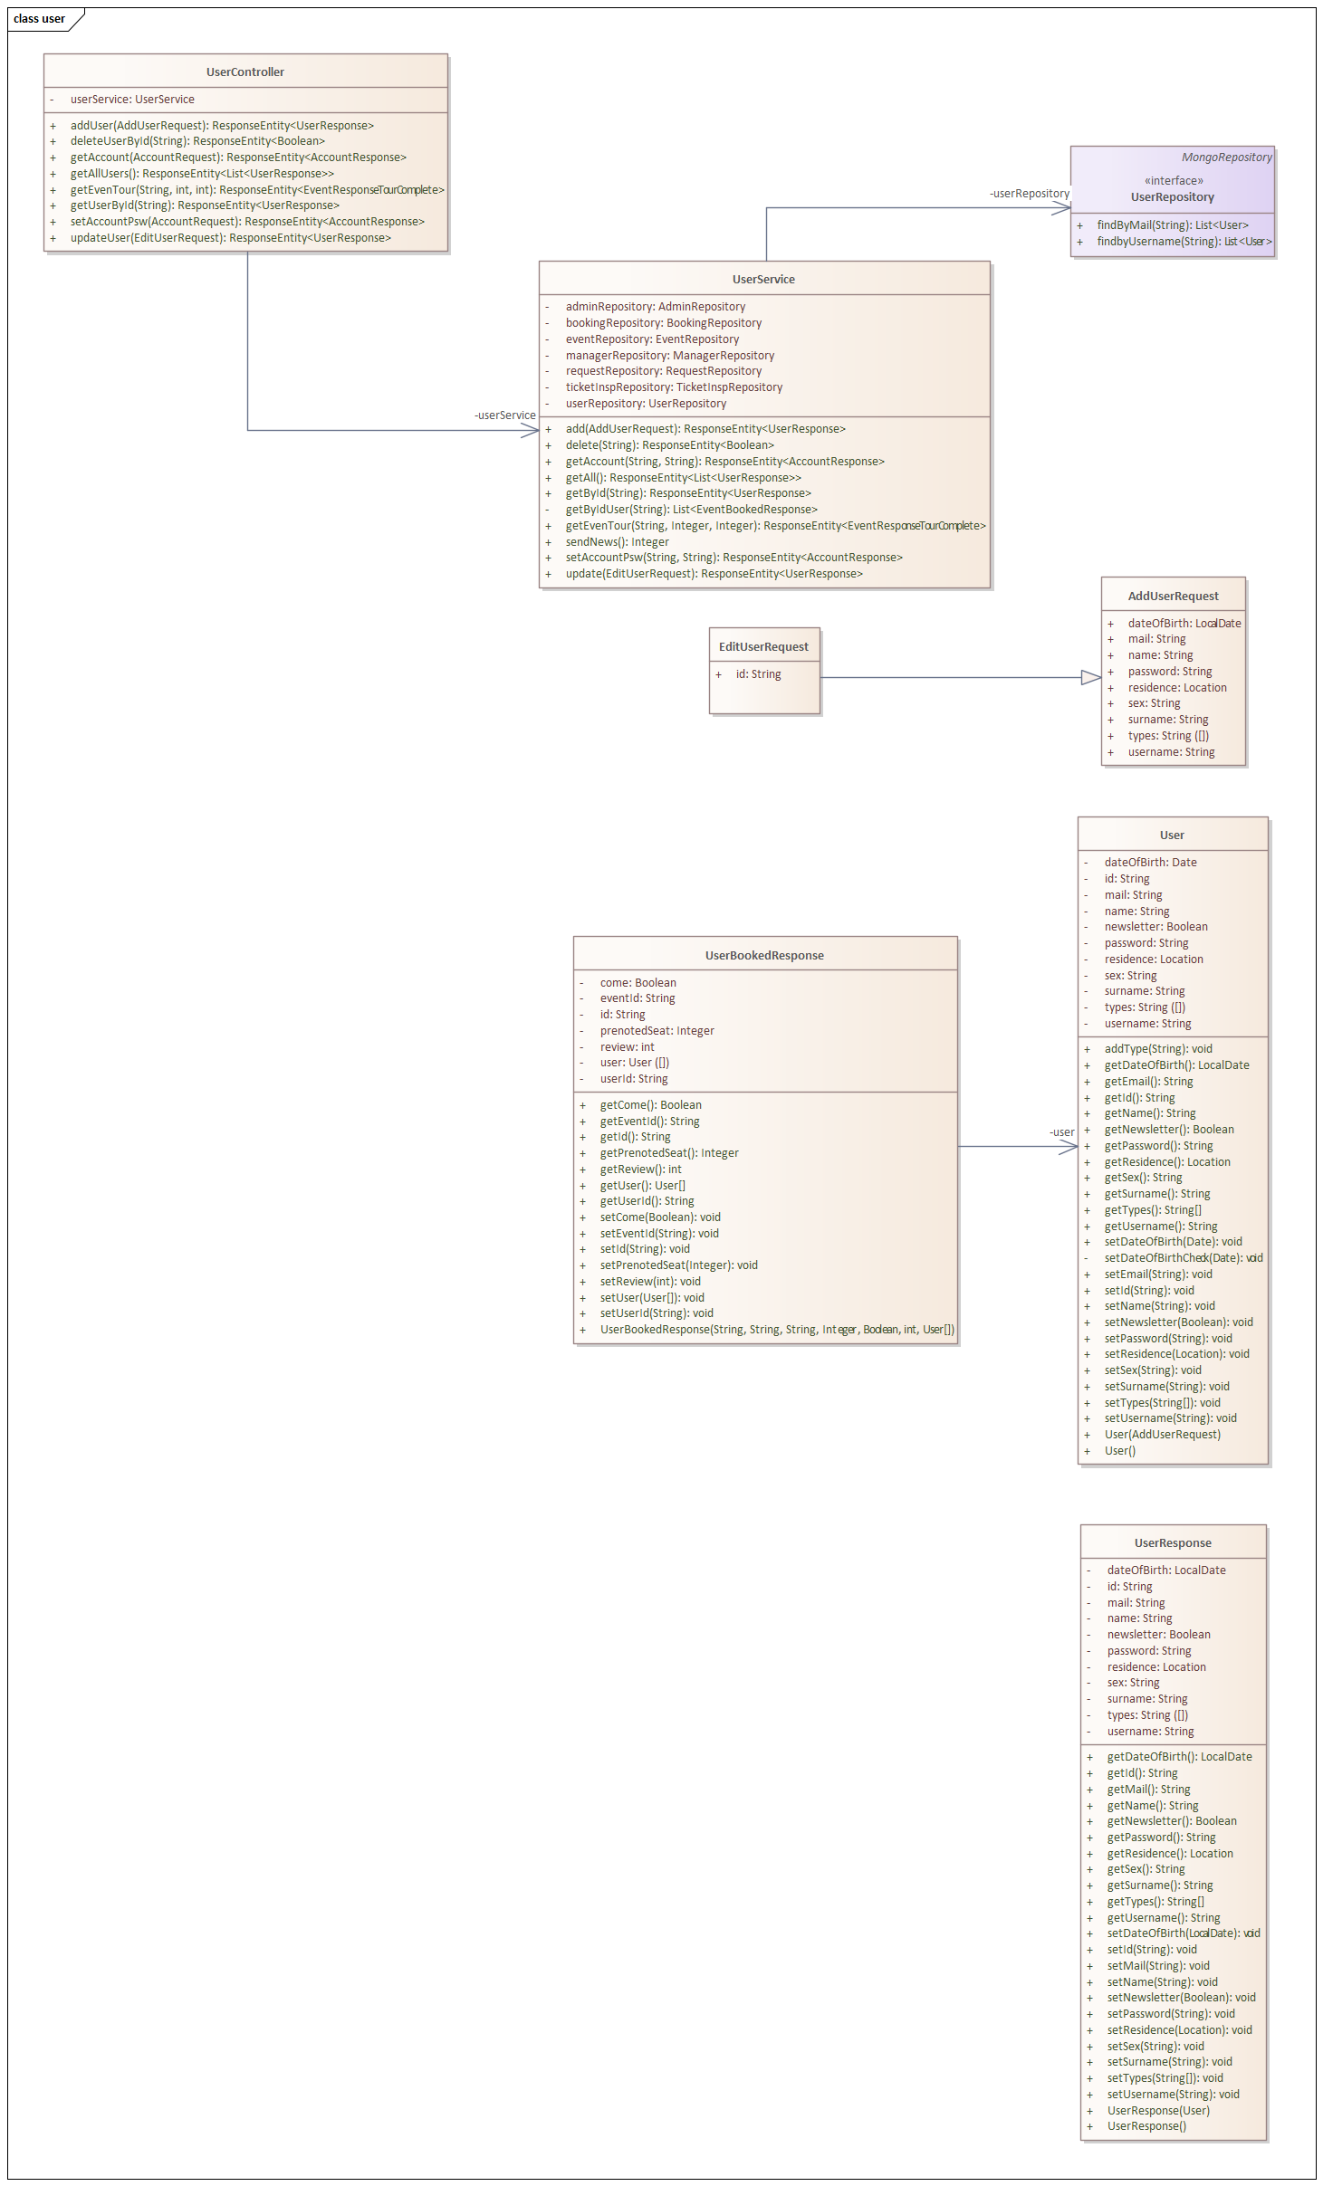 class user
UserController
- userService: UserService
+ addUser(AddUserRequest): ResponseEntity<UserResponse>
+ deleteUserById(String): ResponseEntity<Boolean>
+ getAccount(AccountRequest): ResponseEntity<AccountResponse>
+ getAllUsers(): ResponseEntity<List<UserResponse>>
+ getEvenTour(String, int, int): ResponseEntity<EventResponseTourComplete>
+ getUserById(String): ResponseEntity<UserResponse>
+ setAccountPsw(AccountRequest): ResponseEntity<AccountResponse>
+ updateUser(EditUserRequest): ResponseEntity<UserResponse>
MongoRepository
«interface»
UserRepository
+ findByMail(String): List<User>
+ findbyUsername(String): List<User>
-userRepository
UserService
- adminRepository: AdminRepository
- bookingRepository: BookingRepository
- eventRepository: EventRepository
- managerRepository: ManagerRepository
- requestRepository: RequestRepository
- ticketInspRepository: TicketInspRepository
- userRepository: UserRepository
+ add(AddUserRequest): ResponseEntity<UserResponse>
+ delete(String): ResponseEntity<Boolean>
+ getAccount(String, String): ResponseEntity<AccountResponse>
+ getAll(): ResponseEntity<List<UserResponse>>
+ getById(String): ResponseEntity<UserResponse>
- getByIdUser(String): List<EventBookedResponse>
+ getEvenTour(String, Integer, Integer): ResponseEntity<EventResponseTourComplete>
+ sendNews(): Integer
+ setAccountPsw(String, String): ResponseEntity<AccountResponse>
+ update(EditUserRequest): ResponseEntity<UserResponse>
-userService
EditUserRequest
+ id: String
AddUserRequest
+ dateOfBirth: LocalDate
+ mail: String
+ name: String
+ password: String
+ residence: Location
+ sex: String
+ surname: String
+ types: String ([])
+ username: String
UserBookedResponse
- come: Boolean
- eventId: String
- id: String
- prenotedSeat: Integer
- review: int
- user: User ([])
- userId: String
+ getCome(): Boolean
+ getEventId(): String
+ getId(): String
+ getPrenotedSeat(): Integer
+ getReview(): int
+ getUser(): User[]
+ getUserId(): String
+ setCome(Boolean): void
+ setEventId(String): void
+ setId(String): void
+ setPrenotedSeat(Integer): void
+ setReview(int): void
+ setUser(User[]): void
+ setUserId(String): void
+ UserBookedResponse(String, String, String, Integer, Boolean, int, User[])
-user
User
- dateOfBirth: Date
- id: String
- mail: String
- name: String
- newsletter: Boolean
- password: String
- residence: Location
- sex: String
- surname: String
- types: String ([])
- username: String
+ addType(String): void
+ getDateOfBirth(): LocalDate
+ getEmail(): String
+ getId(): String
+ getName(): String
+ getNewsletter(): Boolean
+ getPassword(): String
+ getResidence(): Location
+ getSex(): String
+ getSurname(): String
+ getTypes(): String[]
+ getUsername(): String
+ setDateOfBirth(Date): void
- setDateOfBirthCheck(Date): void
+ setEmail(String): void
+ setId(String): void
+ setName(String): void
+ setNewsletter(Boolean): void
+ setPassword(String): void
+ setResidence(Location): void
+ setSex(String): void
+ setSurname(String): void
+ setTypes(String[]): void
+ setUsername(String): void
+ User(AddUserRequest)
+ User()
UserResponse
- dateOfBirth: LocalDate
- id: String
- mail: String
- name: String
- newsletter: Boolean
- password: String
- residence: Location
- sex: String
- surname: String
- types: String ([])
- username: String
+ getDateOfBirth(): LocalDate
+ getId(): String
+ getMail(): String
+ getName(): String
+ getNewsletter(): Boolean
+ getPassword(): String
+ getResidence(): Location
+ getSex(): String
+ getSurname(): String
+ getTypes(): String[]
+ getUsername(): String
+ setDateOfBirth(LocalDate): void
+ setId(String): void
+ setMail(String): void
+ setName(String): void
+ setNewsletter(Boolean): void
+ setPassword(String): void
+ setResidence(Location): void
+ setSex(String): void
+ setSurname(String): void
+ setTypes(String[]): void
+ setUsername(String): void
+ UserResponse(User)
+ UserResponse()